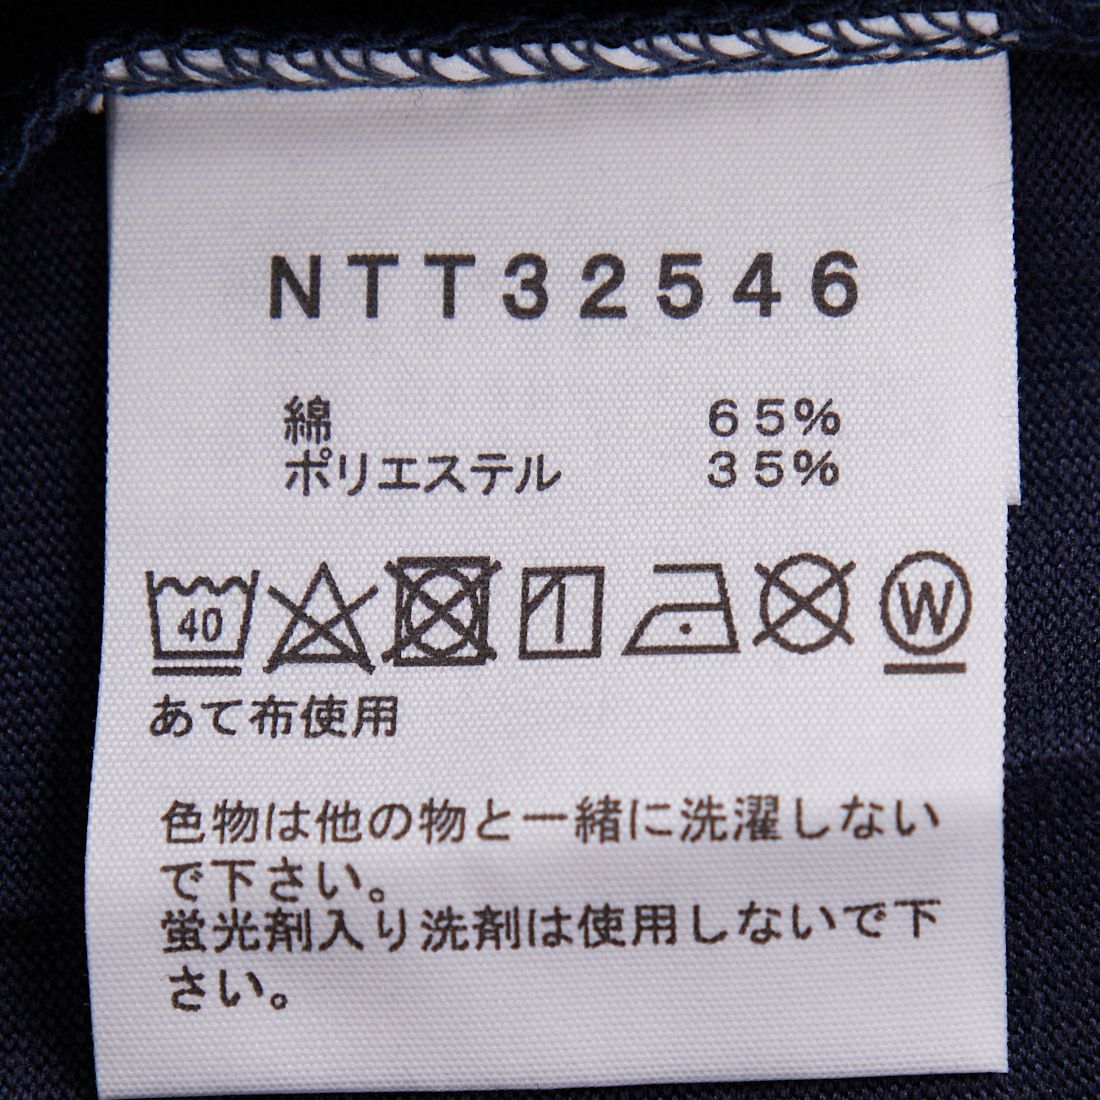 NTT32546
綿 65%
ポリエステル 35%
40 W
あて布使用
色物は他の物と一緒に洗濯しない
で下さい。
蛍光剤入り洗剤は使用しないで下
さい。